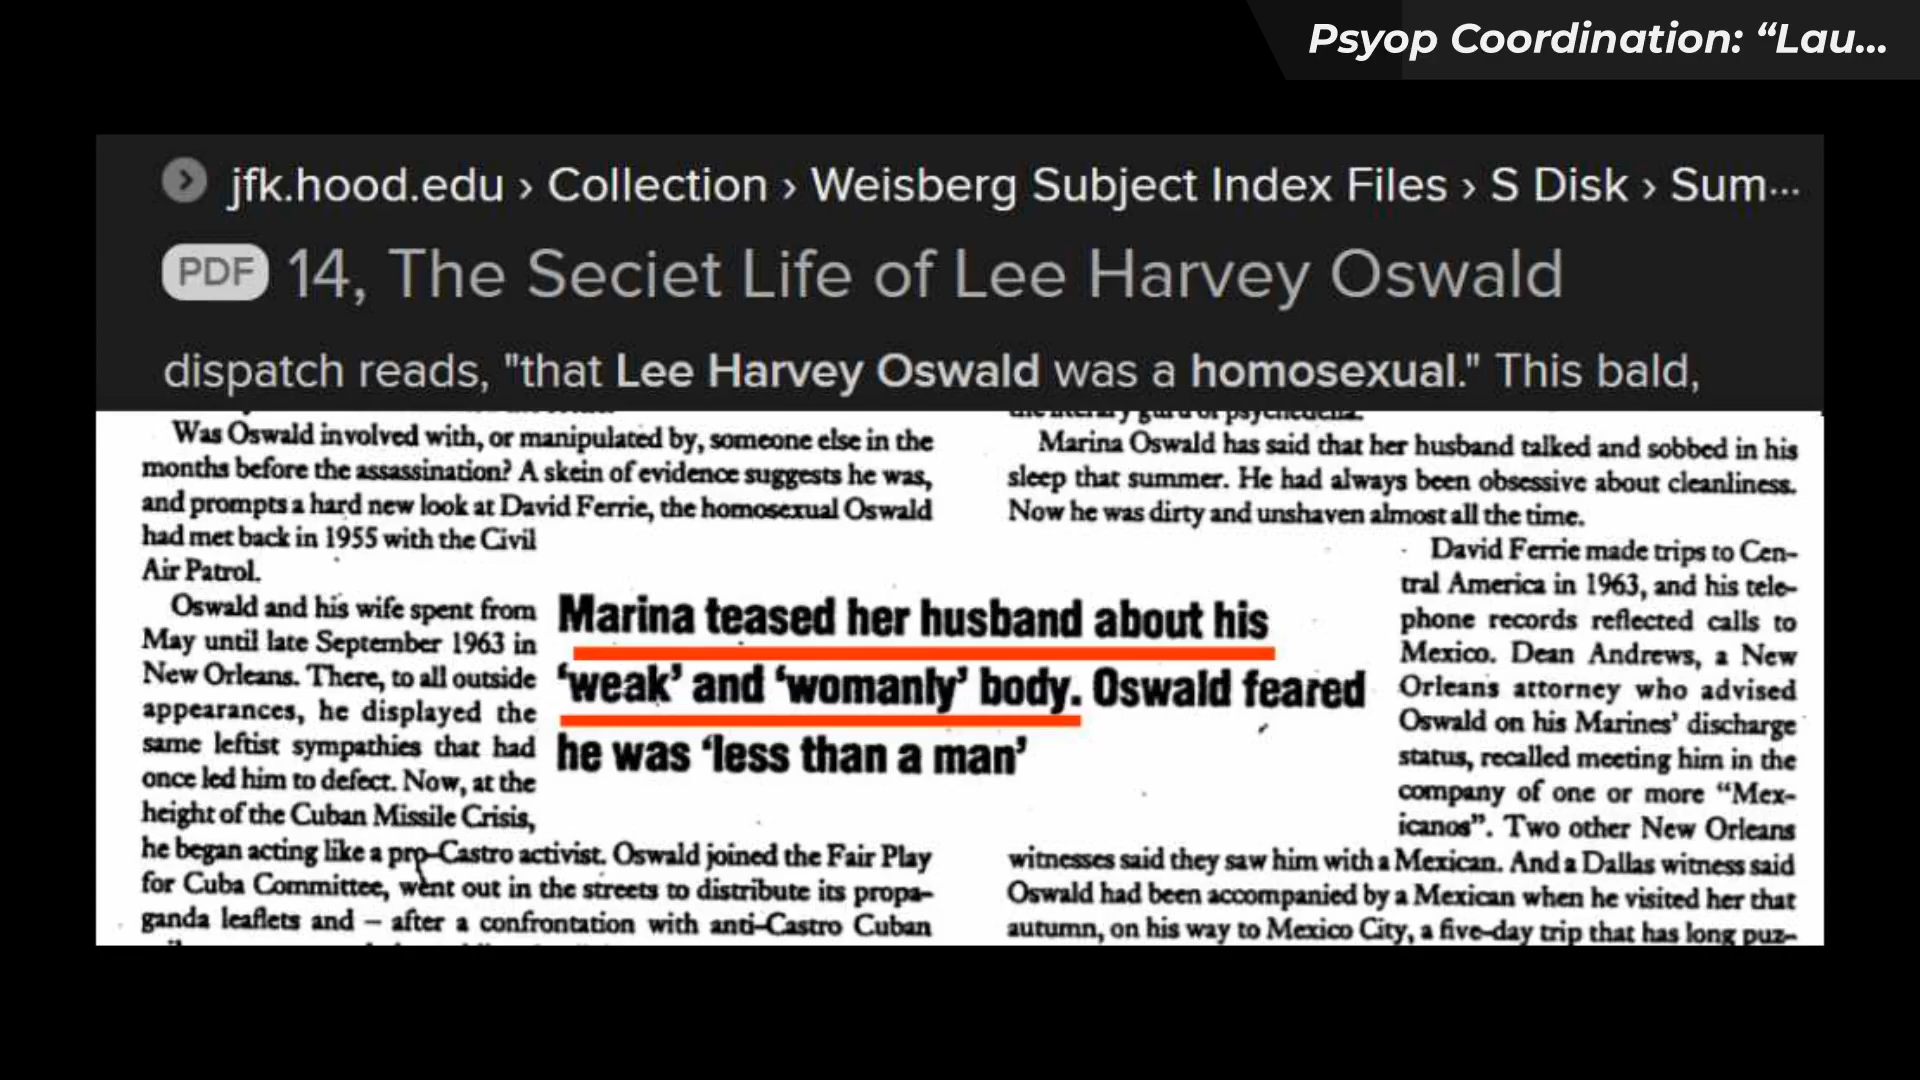 Psyop Coordination: “Lau...
jfk.hood.edu › Collection › Weisberg Subject Index Files › S Disk › Sum···
PDF 14, The Seciet Life of Lee Harvey Oswald
dispatch reads, "that Lee Harvey Oswald was a homosexual." This bald,
Was Oswald involved with, or manipulated by, someone else in the
months before the assassination? A skein of evidence suggests he was,
and prompts a hard new look at David Ferrie, the homosexual Oswald
had met back in 1955 with the Civil
Air Patrol.
Oswald and his wife spent from
May until late September 1963 in
New Orleans. There, to all outside
appearances, he displayed the
same leftist sympathies that had
once led him to defect. Now, at the
height of the Cuban Missile Crisis,
he began acting like a pro-Castro activist. Oswald joined the Fair Play
for Cuba Committee, went out in the streets to distribute its propa-
ganda leaflets and – after a confrontation with anti-Castro Cuban
Marina teased her husband about his
‘weak’ and ‘womanly’ body. Oswald feared
he was ‘less than a man’
the literary guru of psychedelia.
Marina Oswald has said that her husband talked and sobbed in his
sleep that summer. He had always been obsessive about cleanliness.
Now he was dirty and unshaven almost all the time.
David Ferrie made trips to Cen-
tral America in 1963, and his tele-
phone records reflected calls to
Mexico. Dean Andrews, a New
Orleans attorney who advised
Oswald on his Marines’ discharge
status, recalled meeting him in the
company of one or more “Mex-
icanos”. Two other New Orleans
witnesses said they saw him with a Mexican. And a Dallas witness said
Oswald had been accompanied by a Mexican when he visited her that
autumn, on his way to Mexico City, a five-day trip that has long puz-